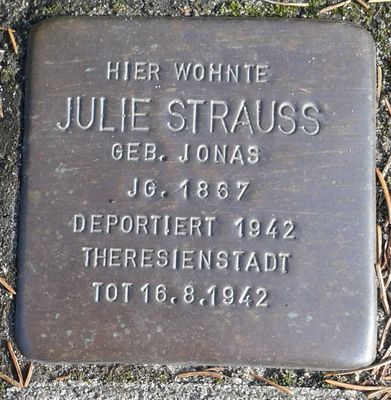 HIER WOHNTE
JULIE STRAUSS
GEB. JONAS
JG. 1867
DEPORTIERT 1942
THERESIENSTADT
TOT 16.8.1942